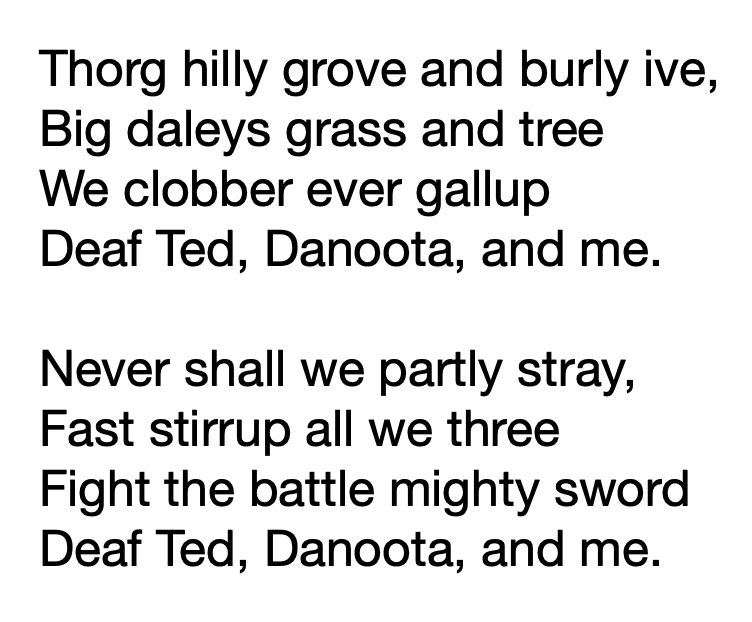 Thorg hilly grove and burly ive,
Big daleys grass and tree
We clobber ever gallup
Deaf Ted, Danoota, and me.

Never shall we partly stray,
Fast stirrup all we three
Fight the battle mighty sword
Deaf Ted, Danoota, and me.